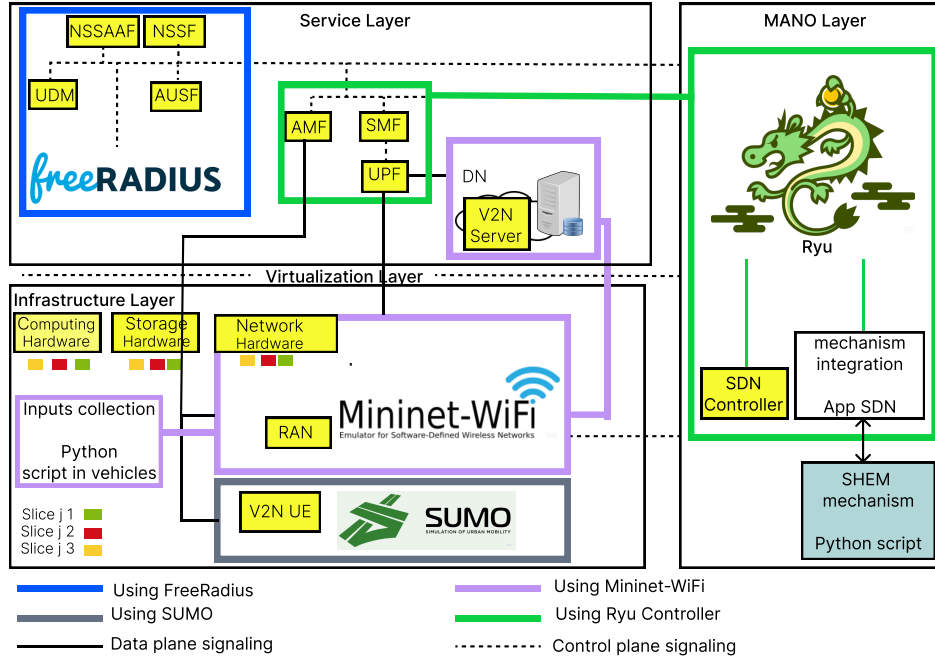 Service Layer
MANO Layer
NSSAAF
NSSF
UDM
AUSF
freeRADIUS
AMF
SMF
UPF
DN
V2N
Server
Ryu
Virtualization Layer
Infrastructure Layer
Computing
Hardware
Storage
Hardware
Network
Hardware
Inputs collection
Python
script in vehicles
RAN
Mininet-WiFi
Emulator for Software-Defined Wireless Networks
SDN
Controller
mechanism
integration
App SDN
SHEM
mechanism
Python script
V2N UE
SUMO
SIMULATION OF URBAN MOBILITY
Slice j 1
Slice j 2
Slice j 3
Using FreeRadius
Using Mininet-WiFi
Using SUMO
Using Ryu Controller
Data plane signaling
Control plane signaling